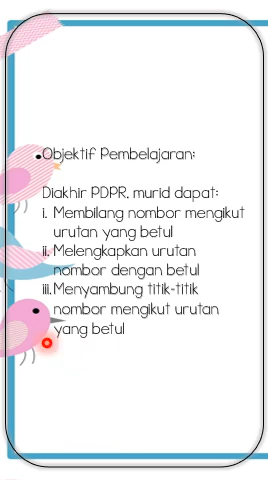 Objektif Pembelajaran:
Diakhir PDPR, murid dapat:
i. Membilang nombor mengikut
urutan yang betul
ii. Melengkapkan urutan
nombor dengan betul
iii. Menyambung titik-titik
nombor mengikut urutan
yang betul